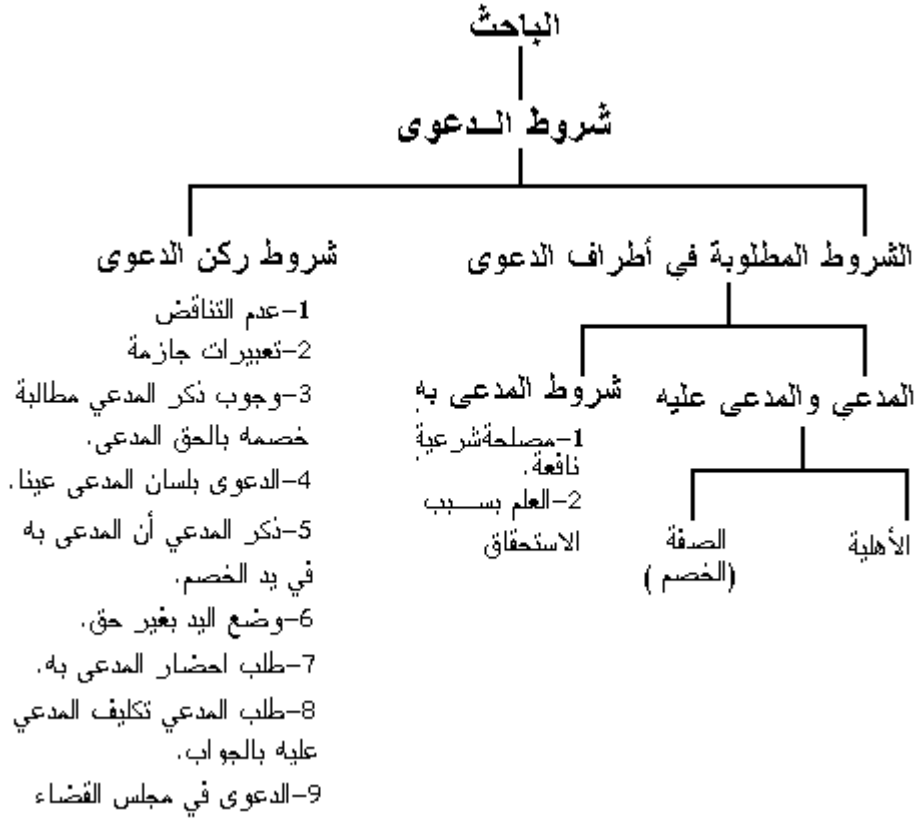 الباحث
شروط الــدعوى
الشروط المطلوبة في أطراف الدعوى
المدعي والمدعى عليه
الأهلية
الصفة
(الخصم)
شروط المدعى به
1-مصلحةشرعية
نافعة.
2-العلم بســبب
الاستحقاق
شروط ركن الدعوى
1-عدم التناقض
2-تعبيرات جازمة
3-وجوب ذكر المدعي مطالبة
خصمه بالحق المدعى.
4-الدعوى بلسان المدعى عينا.
5-ذكر المدعي أن المدعى به
في يد الخصم.
6-وضع اليد بغير حق.
7-طلب احضار المدعى به.
8-طلب المدعي تكليف المدعي
عليه بالجواب.
9-الدعوى في مجلس القضاء